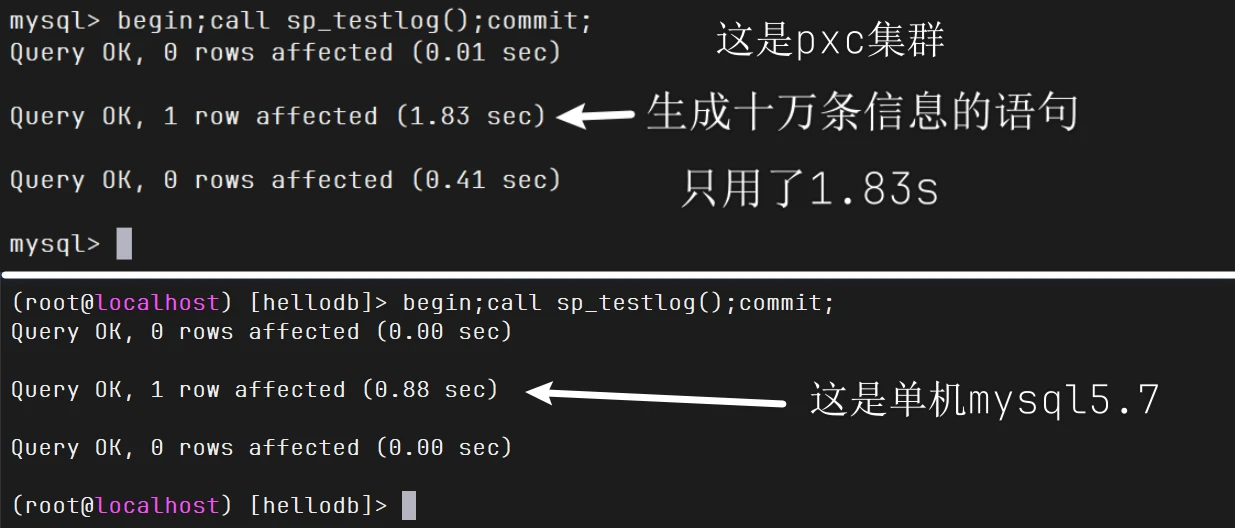 mysql> begin;call sp_testlog();commit;
Query OK, 0 rows affected (0.01 sec)
这是pxc集群
Query OK, 1 row affected (1.83 sec)
生成十万条信息的语句
只用了1.83s
Query OK, 0 rows affected (0.41 sec)
mysql>
(root@localhost) [hellodb]> begin;call sp_testlog();commit;
Query OK, 0 rows affected (0.00 sec)
Query OK, 1 row affected (0.88 sec)
这是单机mysql5.7
Query OK, 0 rows affected (0.00 sec)
(root@localhost) [hellodb]>